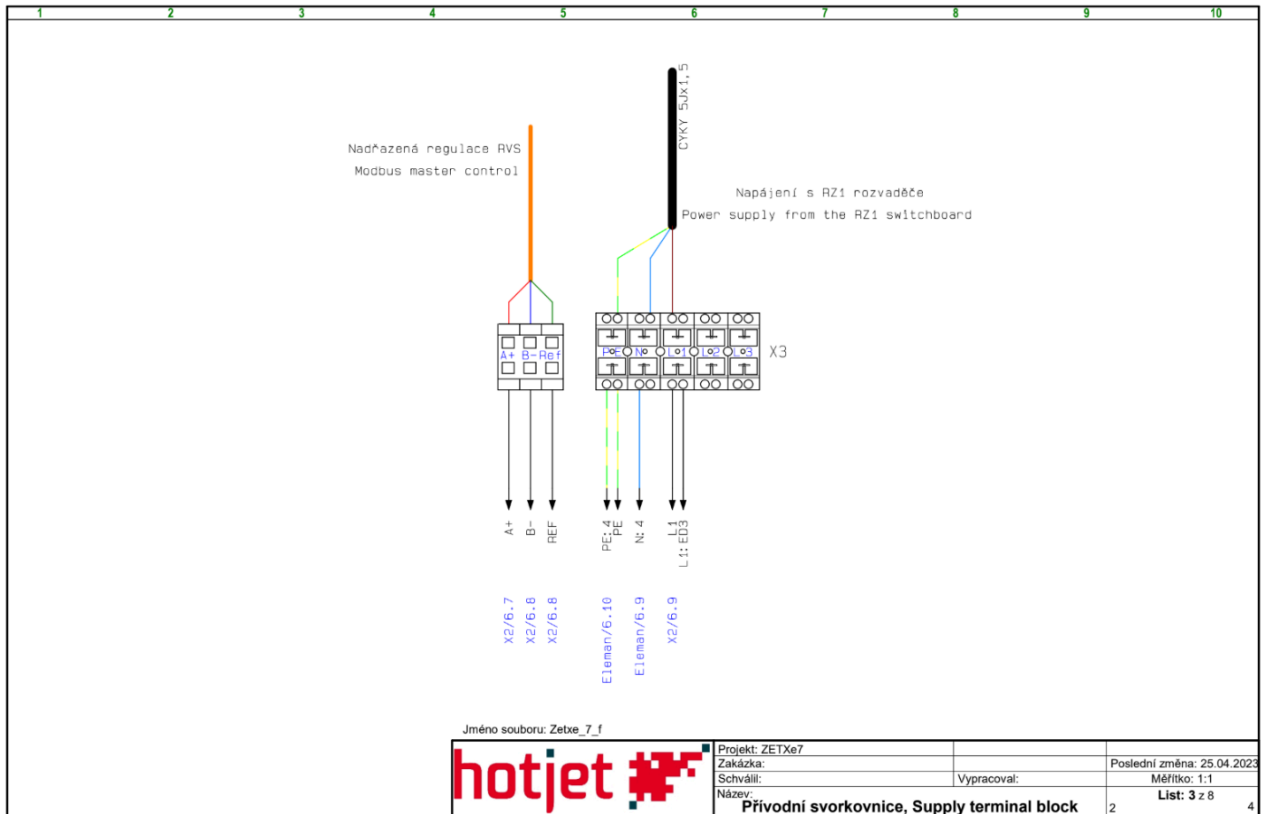 1 2 3 4 5 6 7 8 9 10
CYKY 5Jx1,5
Nadřazená regulace RVS
Modbus master control
Napájení s RZ1 rozvaděče
Power supply from the RZ1 switchboard
A+ B- Ref
PE N L1 L2 L3
X3
A+
B-
REF
PE:4
PE
N:4
L1
L1:ED3
X2/6.7
X2/6.8
X2/6.8
Eleman/6.10
Eleman/6.9
X2/6.9
Jméno souboru: Zetxe_7_f
hotjet
Projekt: ZETXe7
Zakázka:
Poslední změna: 25.04.2023
Schválil:
Vypracoval:
Měřítko: 1:1
Název:
Přívodní svorkovnice, Supply terminal block
List: 3 z 8
2
4